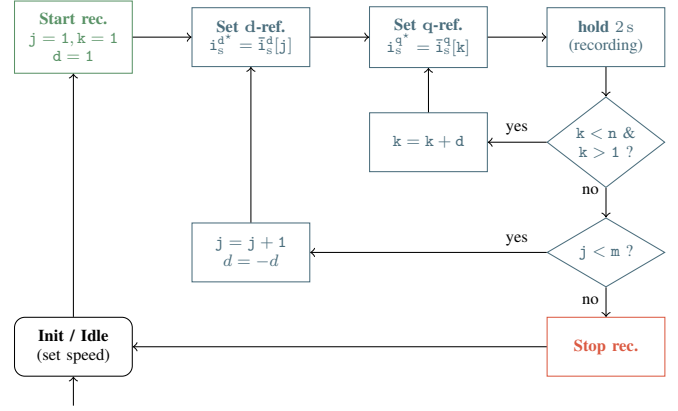 Start rec.
j = 1, k = 1
d = 1
Set d-ref.
i_s^{d*} = ī_s^d[j]
Set q-ref.
i_s^{q*} = ī_s^q[k]
hold 2 s
(recording)
k = k + d
yes
k < n &
k > 1 ?
no
j = j + 1
d = −d
yes
j < m ?
no
Init / Idle
(set speed)
Stop rec.